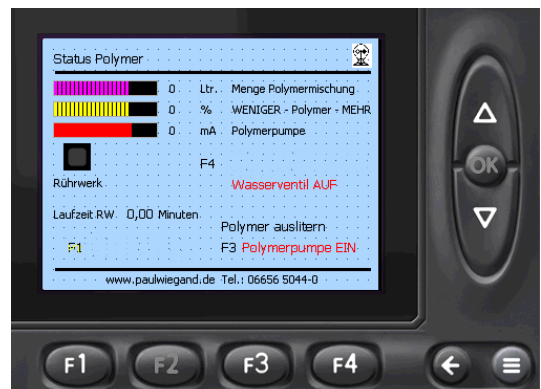 Status Polymer
0 Ltr. Menge Polymermischung
0 % WENIGER - Polymer - MEHR
0 mA Polymerpumpe
F4
Rührwerk Wasserventil AUF
Laufzeit RW 0,00 Minuten
Polymer auslitern
F1 F3 Polymerpumpe EIN
www.paulwiegand.de Tel.: 06656 5044-0
OK
F1 F2 F3 F4